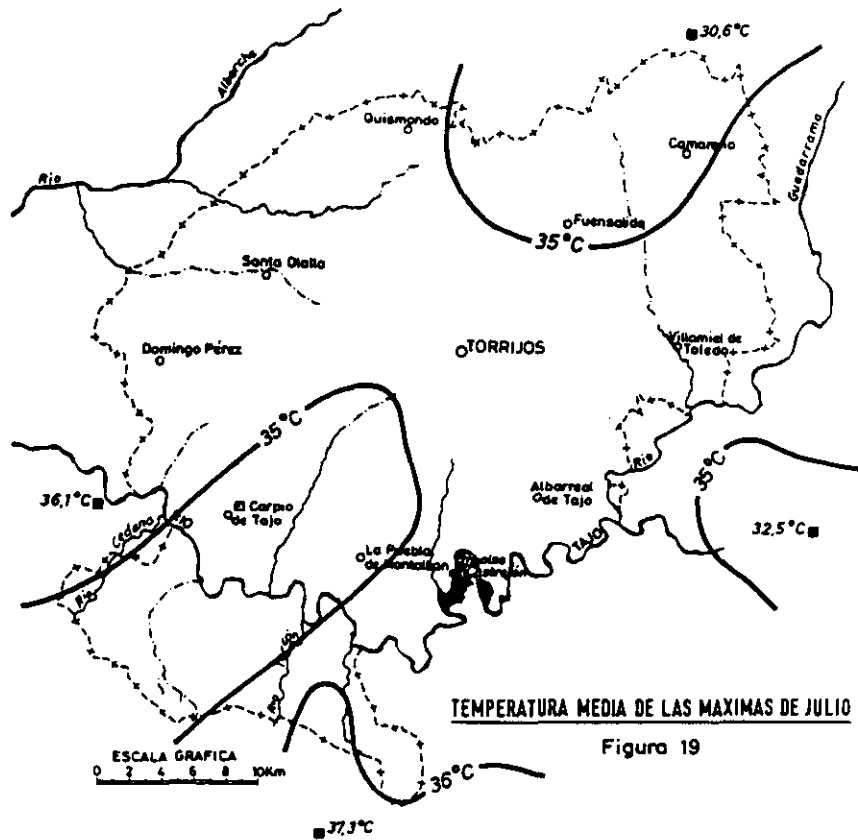 30,6°C
Alberche
Quismondo
Camarena
Guadarrama
Río
Fuensalida
35°C
Santa Olalla
Domingo Pérez
TORRIJOS
Villamiel de
Toledo
35°C
Río
35°C
36,1°C
Carpio
de Tajo
Albarreal
de Tajo
32,5°C
Cedena
TAJO
La Puebla
de Montalbán
Río
Río
TEMPERATURA MEDIA DE LAS MAXIMAS DE JULIO
Figura 19
ESCALA GRAFICA
0 2 4 6 8 10Km
36°C
37,3°C